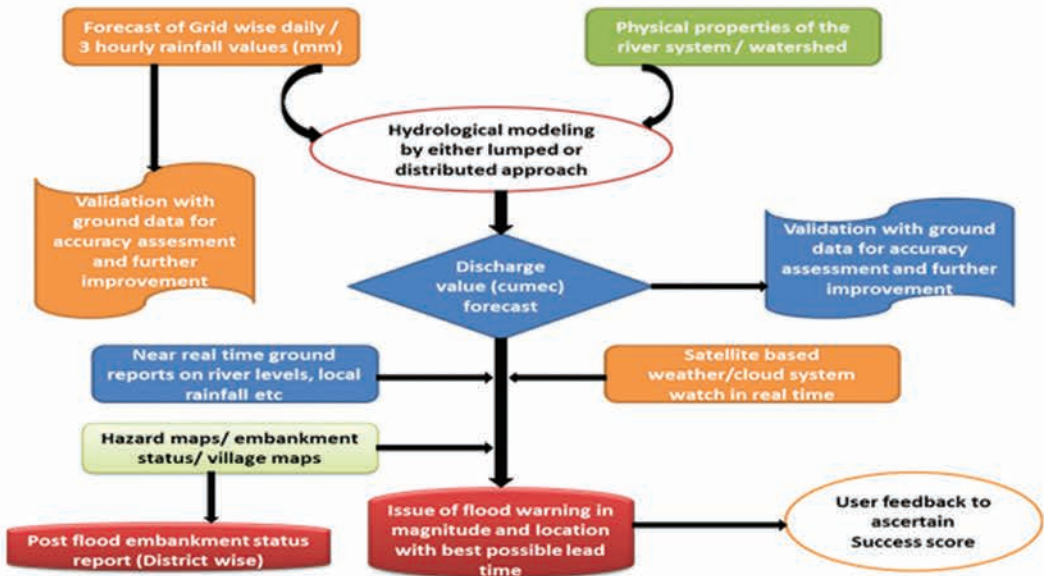 Forecast of Grid wise daily /
3 hourly rainfall values (mm)
Physical properties of the
river system / watershed
Hydrological modeling
by either lumped or
distributed approach
Validation with
ground data for
accuracy assesment
and further
improvement
Discharge
value (cumec)
forecast
Validation with ground
data for accuracy
assessment and further
improvement
Near real time ground
reports on river levels, local
rainfall etc
Satellite based
weather/cloud system
watch in real time
Hazard maps/ embankment
status/ village maps
Post flood embankment status
report (District wise)
Issue of flood warning in
magnitude and location
with best possible lead
time
User feedback to
ascertain
Success score